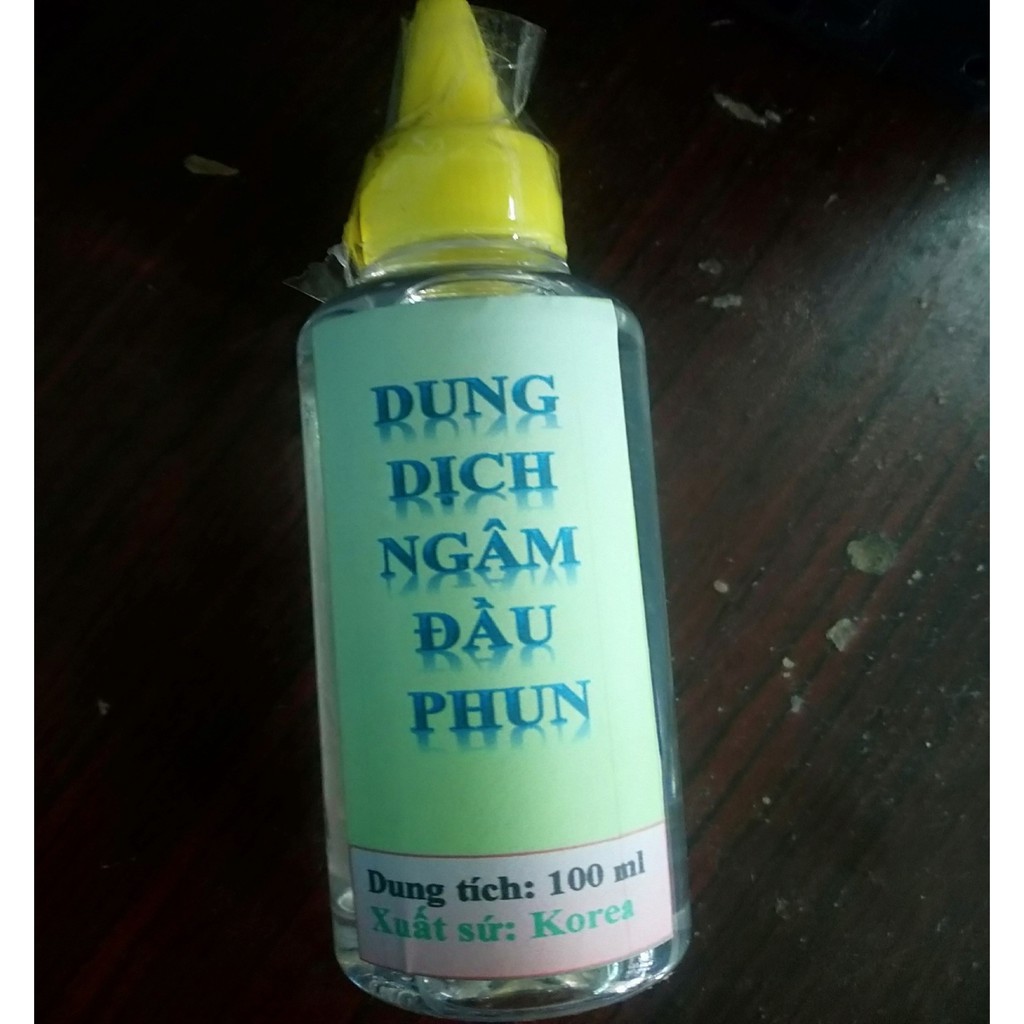 DUNG
DỊCH
NGÂM
ĐẦU
PHUN
Dung tích: 100 ml
Xuất sứ: Korea